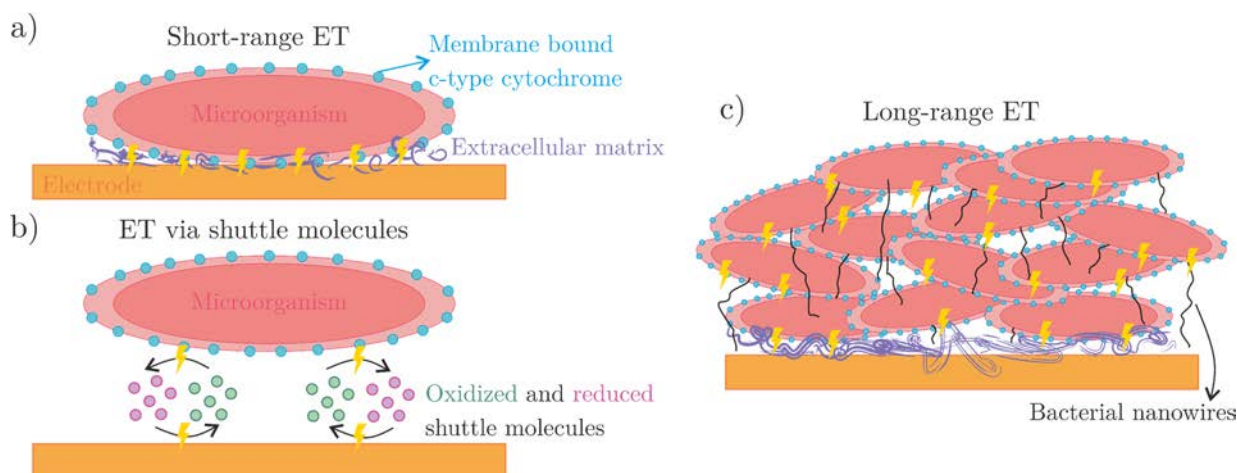 a)
Short-range ET
Membrane bound
c-type cytochrome
Microorganism
Extracellular matrix
Electrode
b)
ET via shuttle molecules
Microorganism
Oxidized and reduced
shuttle molecules
c)
Long-range ET
Bacterial nanowires